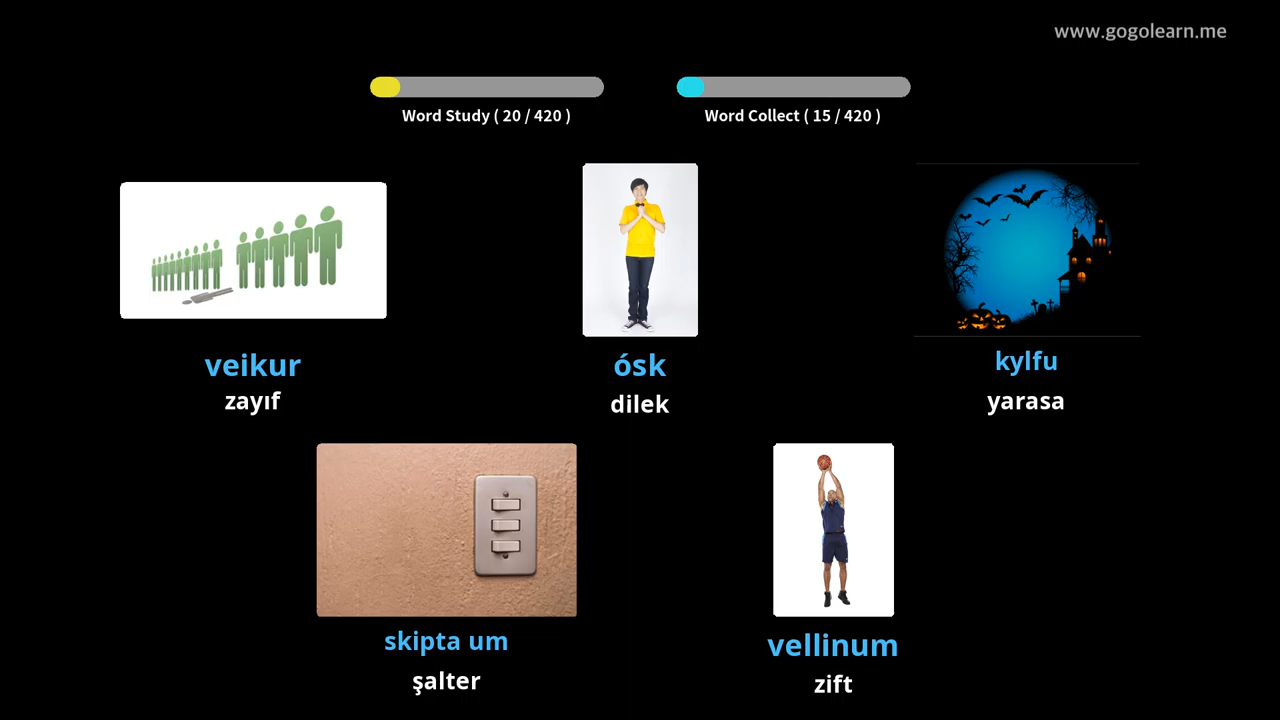 www.gogolearn.me
Word Study ( 20 / 420 )
Word Collect ( 15 / 420 )
veikur
zayıf
ósk
dilek
kylfu
yarasa
skipta um
şalter
vellinum
zift